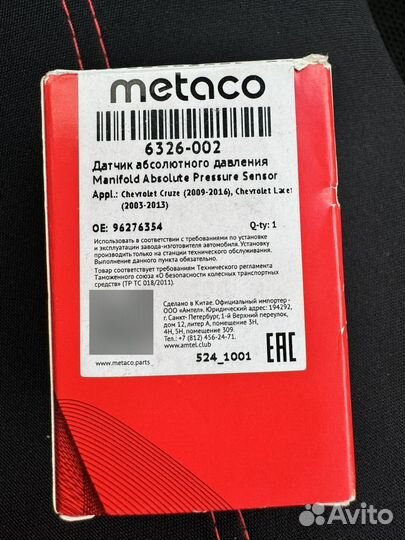 metaco
6326-002
Датчик абсолютного давления
Manifold Absolute Pressure Sensor
Appl.: Chevrolet Cruze (2009-2016), Chevrolet Lacet
(2003-2013)
OE: 96276354 Q-ty: 1
Использовать в соответствии с требованиями по установке
и эксплуатации завода-изготовителя автомобиля. Установку
производить только на станции технического обслуживания.
Выполнение данного пункта обязательно.
Товар соответствует требованиям Технического регламента
Таможенного союза «О безопасности колесных транспортных
средств» (ТР ТС 018/2011).
Сделано в Китае. Официальный импортер -
ООО «Амтел». Юридический адрес: 194292,
г. Санкт- Петербург, 1-й Верхний переулок,
дом 12, литер А, помещение 3Н,
4Н, 5Н, помещение 309.
Тел.: +7 (812) 456-24-71.
www.amtel.club
www.metaco.parts
524_1001
EAC
Avito